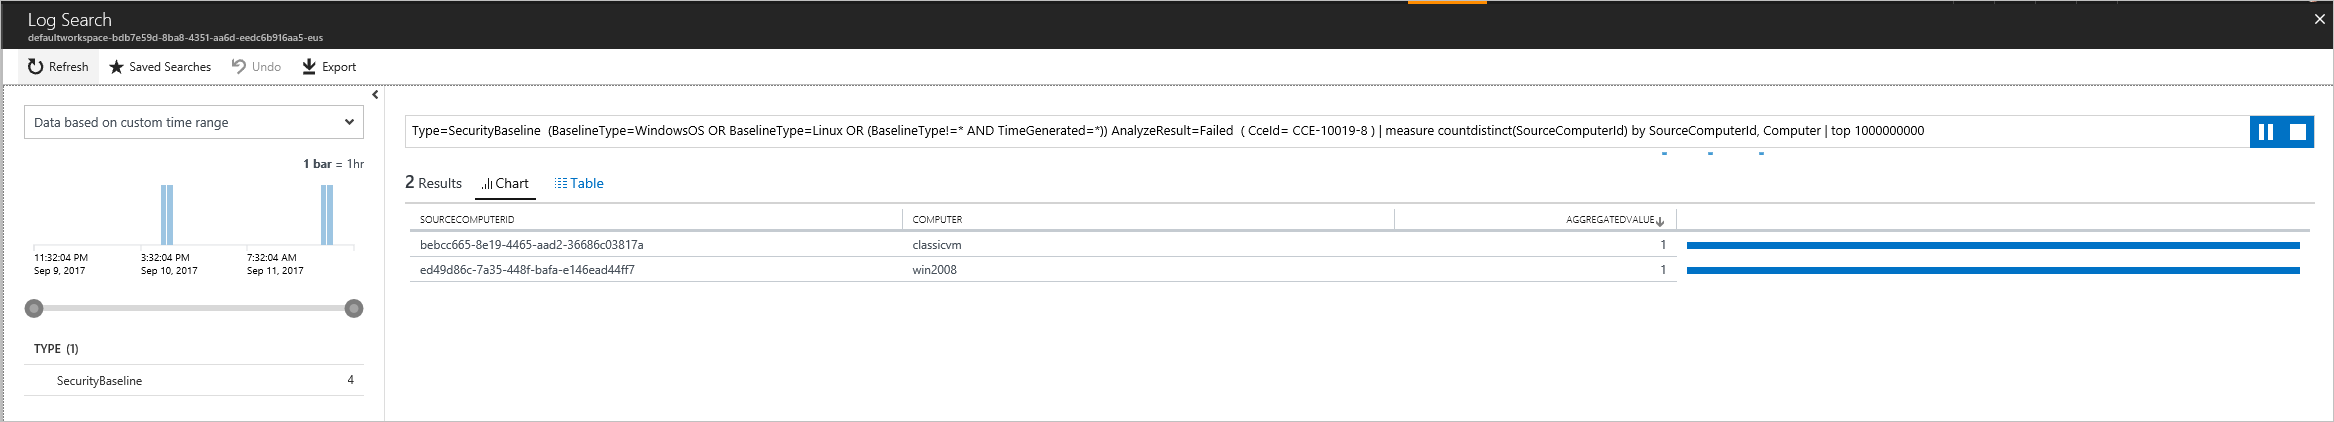 Log Search
defaultworkspace-bdb7e59d-8ba8-4351-aa6d-eedc6b916aa5-eus
Refresh Saved Searches Undo Export
Data based on custom time range
1 bar = 1hr
11:32:04 PM 3:32:04 PM 7:32:04 AM
Sep 9, 2017 Sep 10, 2017 Sep 11, 2017
TYPE (1)
SecurityBaseline 4
Type=SecurityBaseline (BaselineType=WindowsOS OR BaselineType=Linux OR (BaselineType!=* AND TimeGenerated=*)) AnalyzeResult=Failed ( CceId= CCE-10019-8 ) | measure countdistinct(SourceComputerId) by SourceComputerId, Computer | top 1000000000
2 Results Chart Table
SOURCECOMPUTERID COMPUTER AGGREGATEDVALUE
bebcc665-8e19-4465-aad2-36686c03817a classicvm 1
ed49d86c-7a35-448f-bafa-e146ead44ff7 win2008 1